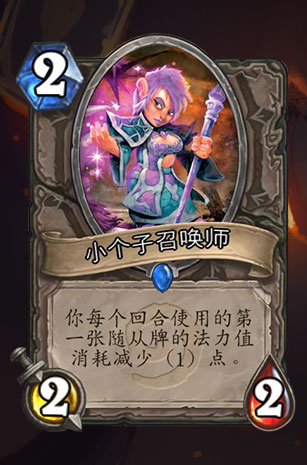 2
小个子召唤师
你每个回合使用的第
一张随从牌的法力值
消耗减少（1）点。
2
2